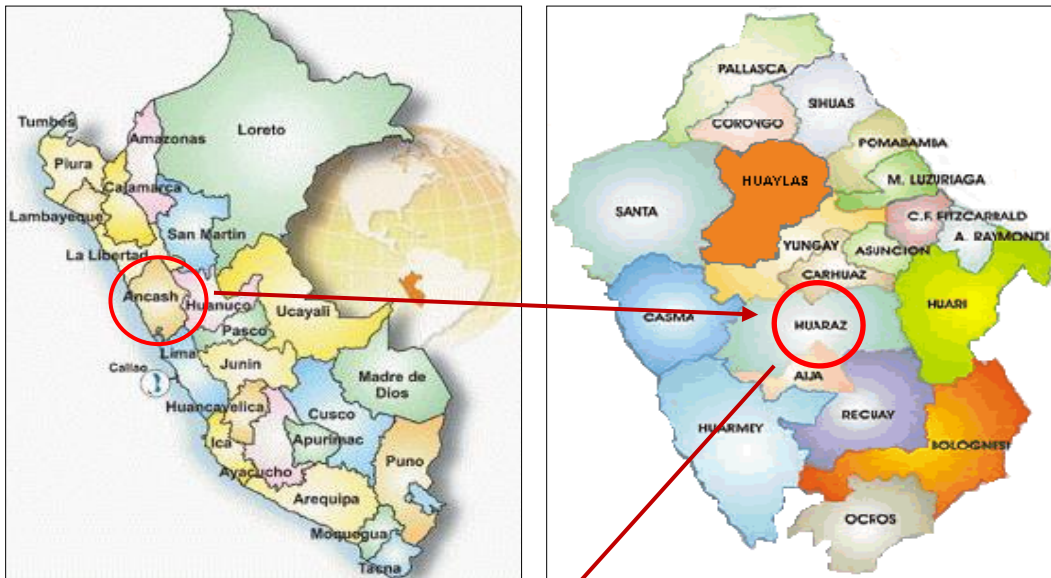 Tumbes
Amazonas
Loreto
Piura
Cajamarca
Lambayeque
San Martin
La Libertad
Ancash
Huanuco
Ucayali
Pasco
Lima
Junin
Callao
Madre de
Dios
Huancavelica
Cusco
Ica
Apurimac
Puno
Ayacucho
Arequipa
Moquegua
Tacna
PALLASCA
SIHUAS
CORONGO
POMABAMBA
HUAYLAS
M. LUZURIAGA
SANTA
C.F. FITZCARRALD
A. RAYMONDI
YUNGAY
ASUNCION
CARHUAZ
HUARI
CASMA
HUARAZ
AIJA
RECUAY
HUARMEY
BOLOGNESI
OCROS